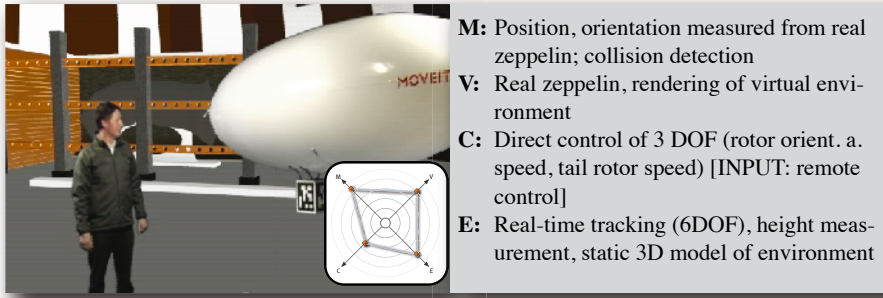 MOVEIT
M
V
C
E
M: Position, orientation measured from real
zeppelin; collision detection
V: Real zeppelin, rendering of virtual envi-
ronment
C: Direct control of 3 DOF (rotor orient. a.
speed, tail rotor speed) [INPUT: remote
control]
E: Real-time tracking (6DOF), height meas-
urement, static 3D model of environment